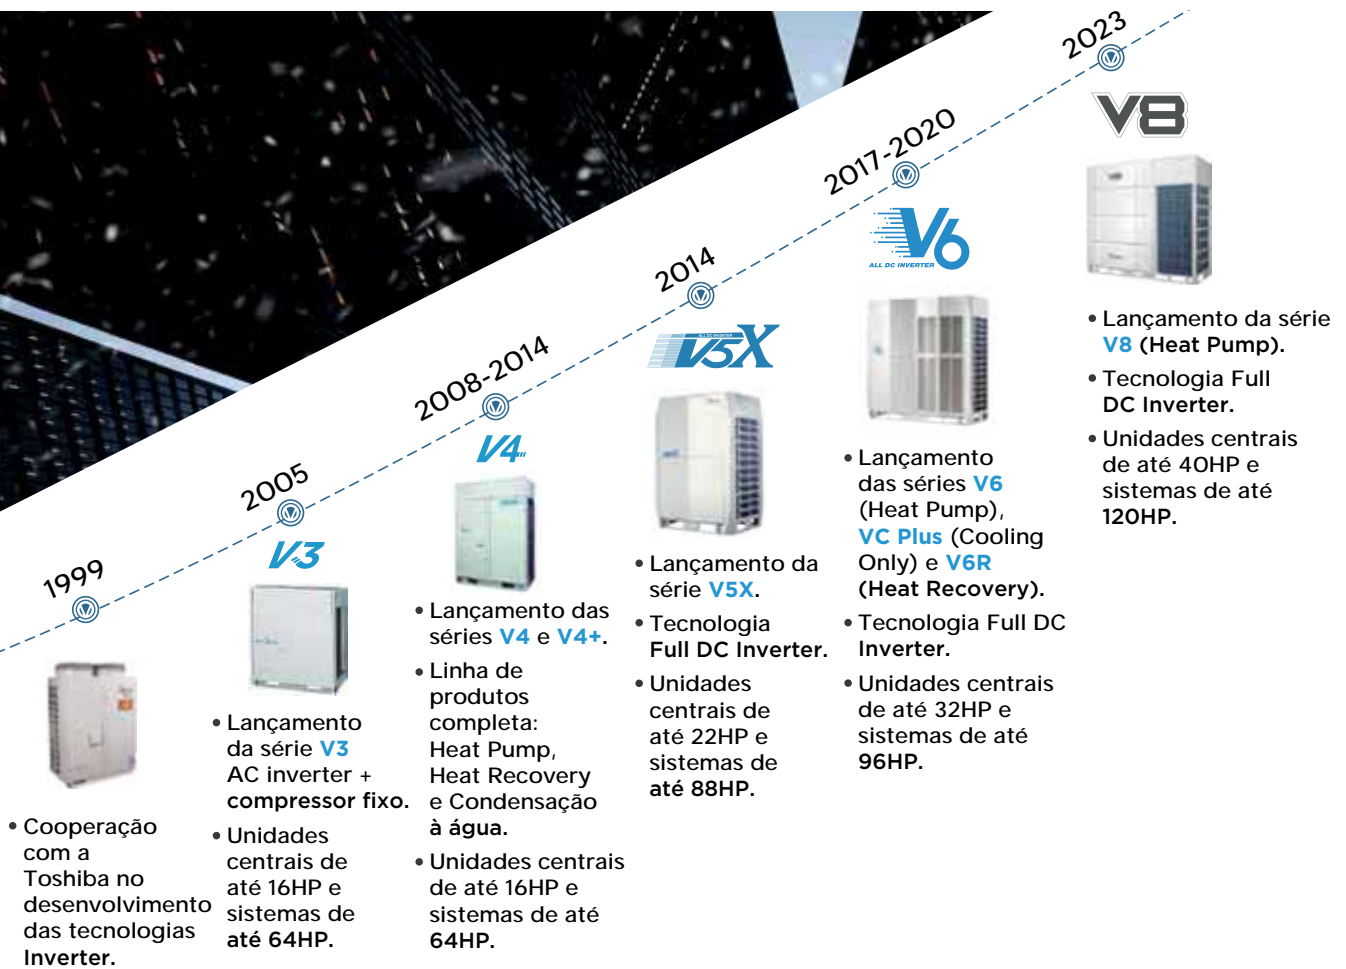 1999
• Cooperação
com a
Toshiba no
desenvolvimento
das tecnologias
Inverter.
2005
V3
• Lançamento
da série V3
AC inverter +
compressor fixo.
• Unidades
centrais de
até 16HP e
sistemas de
até 64HP.
2008-2014
V4
• Lançamento das
séries V4 e V4+.
• Linha de
produtos
completa:
Heat Pump,
Heat Recovery
e Condensação
à água.
• Unidades centrais
de até 16HP e
sistemas de até
64HP.
2014
ALL DC INVERTER
V5X
• Lançamento da
série V5X.
• Tecnologia
Full DC Inverter.
• Unidades
centrais de
até 22HP e
sistemas de
até 88HP.
2017-2020
V6
ALL DC INVERTER
• Lançamento
das séries V6
(Heat Pump),
VC Plus (Cooling
Only) e V6R
(Heat Recovery).
• Tecnologia Full DC
Inverter.
• Unidades centrais
de até 32HP e
sistemas de até
96HP.
2023
V8
• Lançamento da série
V8 (Heat Pump).
• Tecnologia Full
DC Inverter.
• Unidades centrais
de até 40HP e
sistemas de até
120HP.